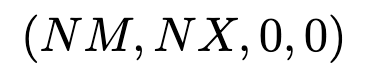 (NM, NX, 0, 0)